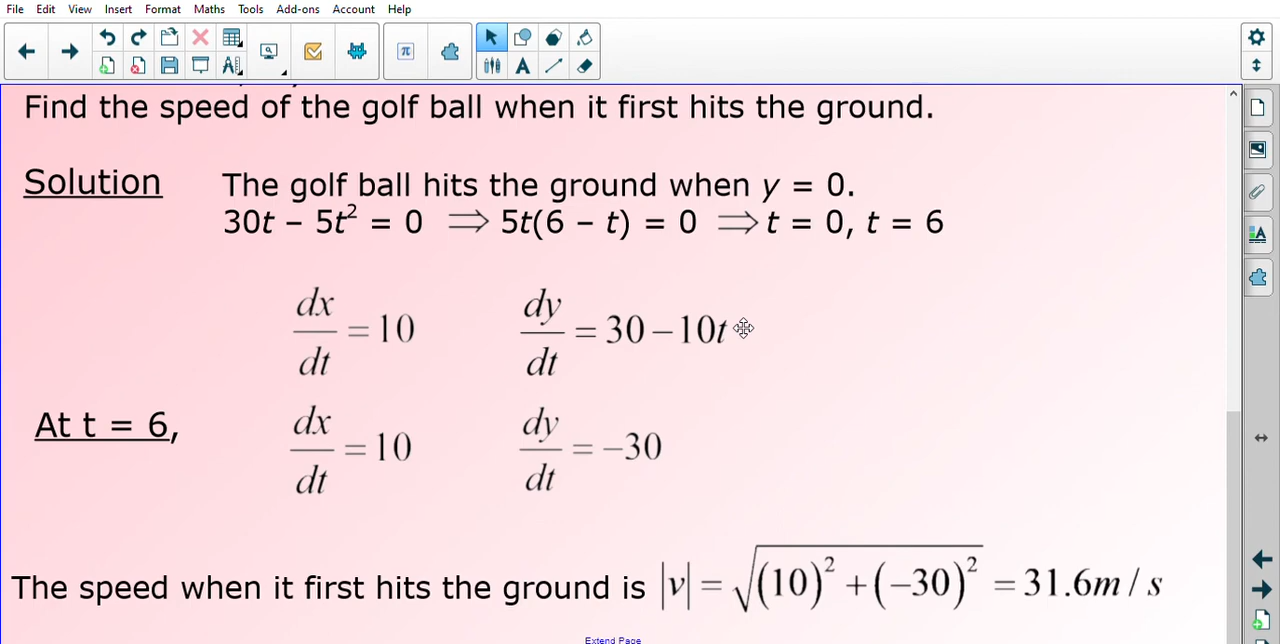 File Edit View Insert Format Maths Tools Add-ons Account Help
Find the speed of the golf ball when it first hits the ground.
Solution The golf ball hits the ground when y = 0.
30t – 5t² = 0 ⟹ 5t(6 – t) = 0 ⟹ t = 0, t = 6
dx/dt = 10 dy/dt = 30 – 10t
At t = 6, dx/dt = 10 dy/dt = –30
The speed when it first hits the ground is |v| = √((10)² + (–30)²) = 31.6m / s
Extend Page